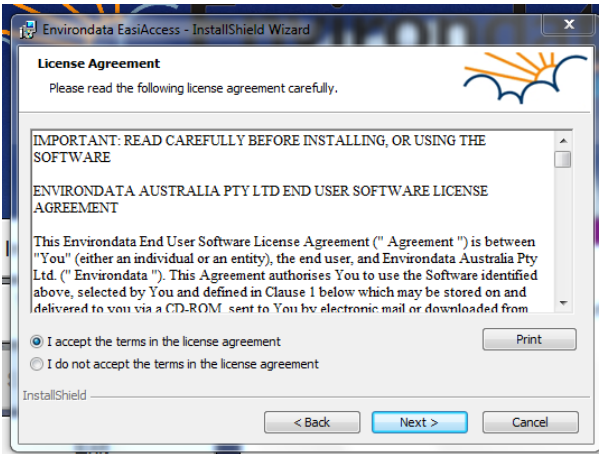 Environdata EasiAccess - InstallShield Wizard
x
License Agreement
Please read the following license agreement carefully.
IMPORTANT: READ CAREFULLY BEFORE INSTALLING, OR USING THE
SOFTWARE
ENVIRONDATA AUSTRALIA PTY LTD END USER SOFTWARE LICENSE
AGREEMENT
This Environdata End User Software License Agreement (" Agreement ") is between
"You" (either an individual or an entity), the end user, and Environdata Australia Pty
Ltd. (" Environdata "). This Agreement authorises You to use the Software identified
above, selected by You and defined in Clause 1 below which may be stored on and
delivered to you via a CD-ROM, sent to You by electronic mail or downloaded from
I accept the terms in the license agreement
Print
I do not accept the terms in the license agreement
InstallShield
< Back
Next >
Cancel